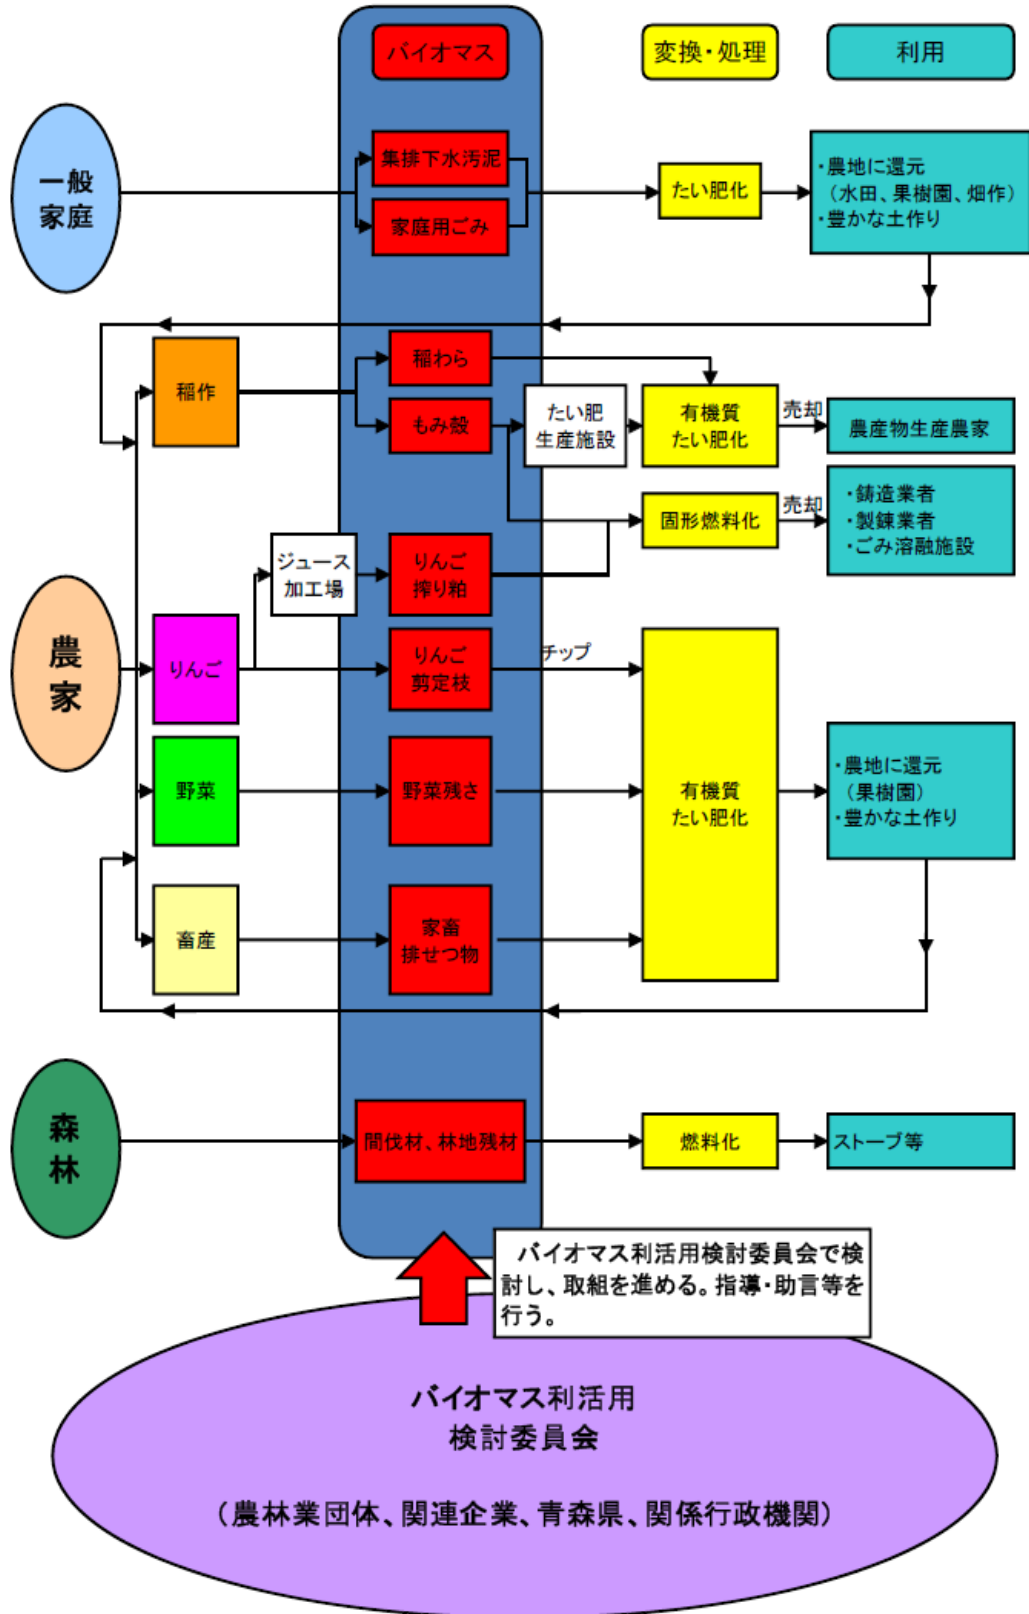 バイオマス
変換・処理
利用
一般
家庭
集排下水汚泥
家庭用ごみ
たい肥化
・農地に還元
（水田、果樹園、畑作）
・豊かな土作り
稲作
稲わら
もみ殻
たい肥
生産施設
有機質
たい肥化
売却
農産物生産農家
固形燃料化
売却
・鋳造業者
・製錬業者
・ごみ溶融施設
ジュース
加工場
りんご
搾り粕
農
家
りんご
りんご
剪定枝
チップ
野菜
野菜残さ
有機質
たい肥化
・農地に還元
（果樹園）
・豊かな土作り
畜産
家畜
排せつ物
森
林
間伐材、林地残材
燃料化
ストーブ等
バイオマス利活用検討委員会で検
討し、取組を進める。指導・助言等を
行う。
バイオマス利活用
検討委員会
（農林業団体、関連企業、青森県、関係行政機関）